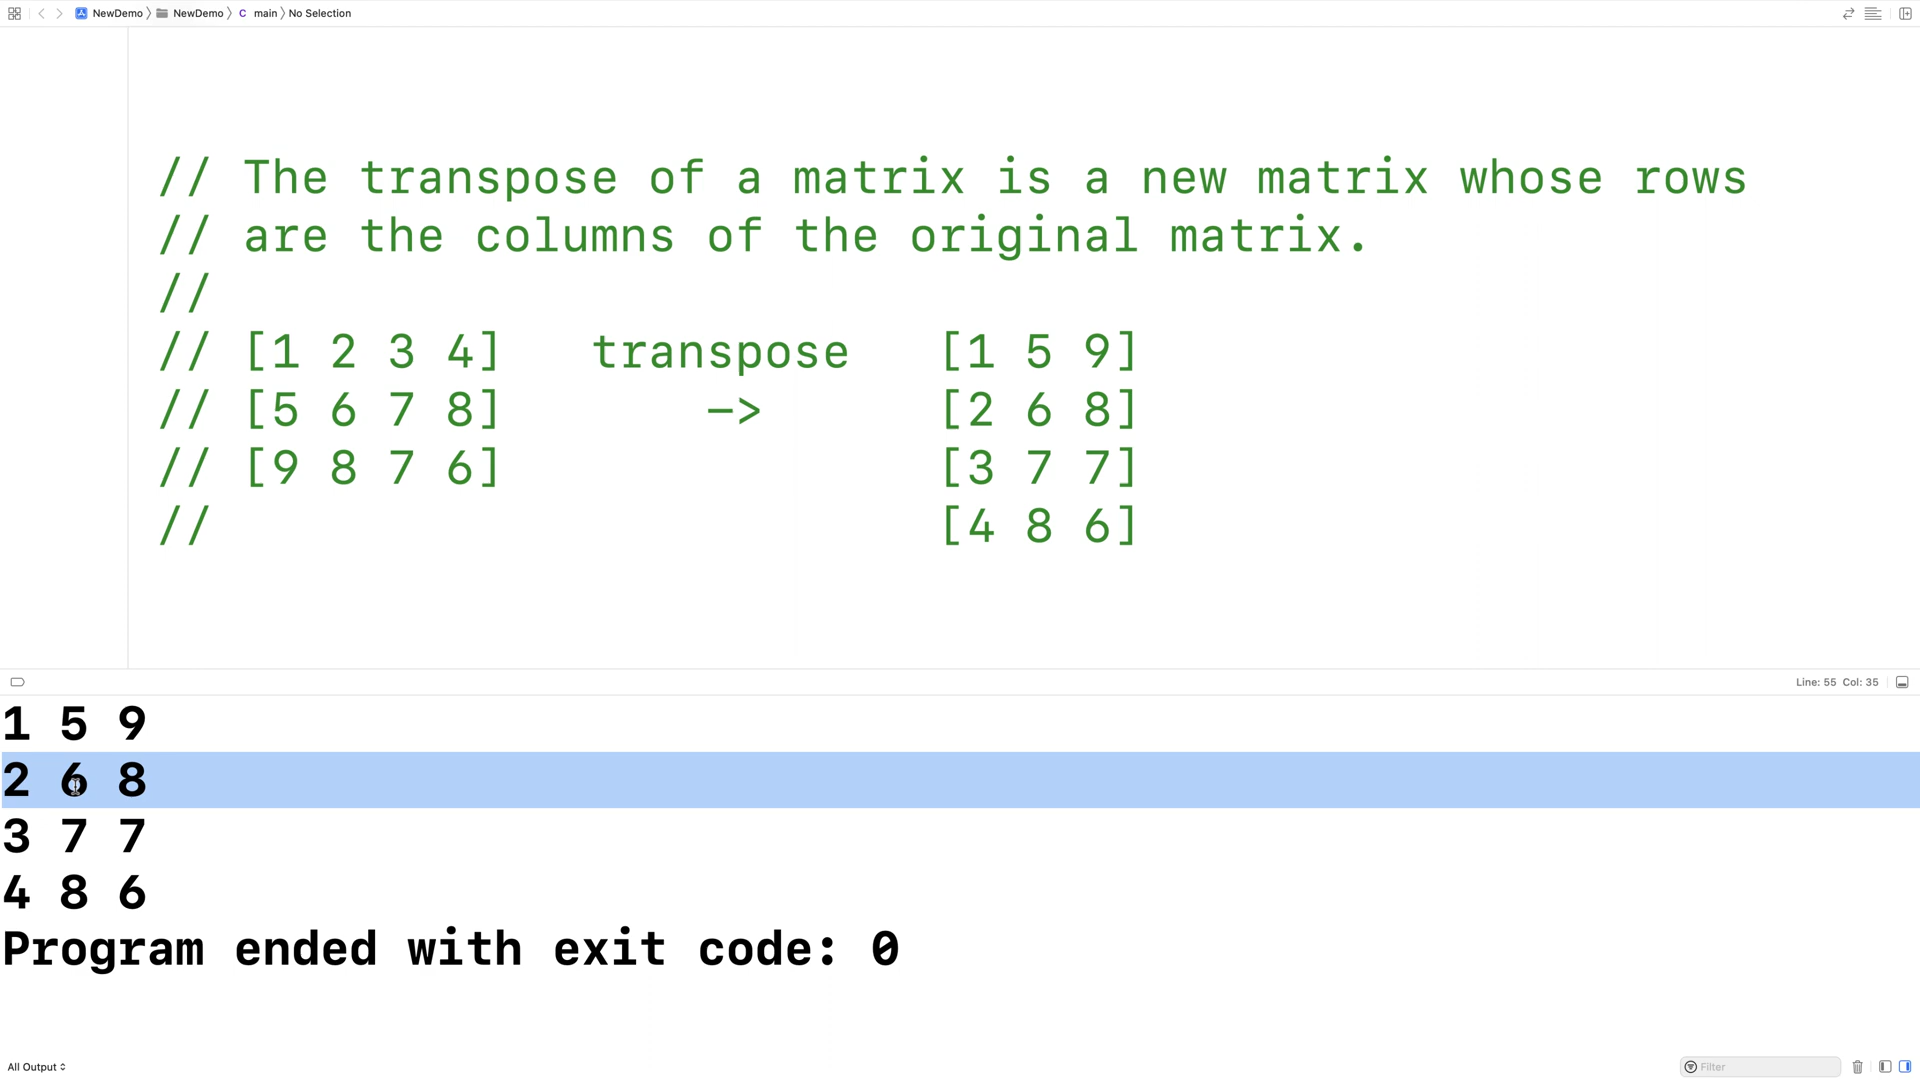 NewDemo 〉 NewDemo 〉 C main 〉 No Selection
// The transpose of a matrix is a new matrix whose rows
// are the columns of the original matrix.
//
// [1 2 3 4]   transpose   [1 5 9]
// [5 6 7 8]       ->      [2 6 8]
// [9 8 7 6]               [3 7 7]
//                         [4 8 6]
Line: 55 Col: 35
1 5 9
2 6 8
3 7 7
4 8 6
Program ended with exit code: 0
All Output
Filter